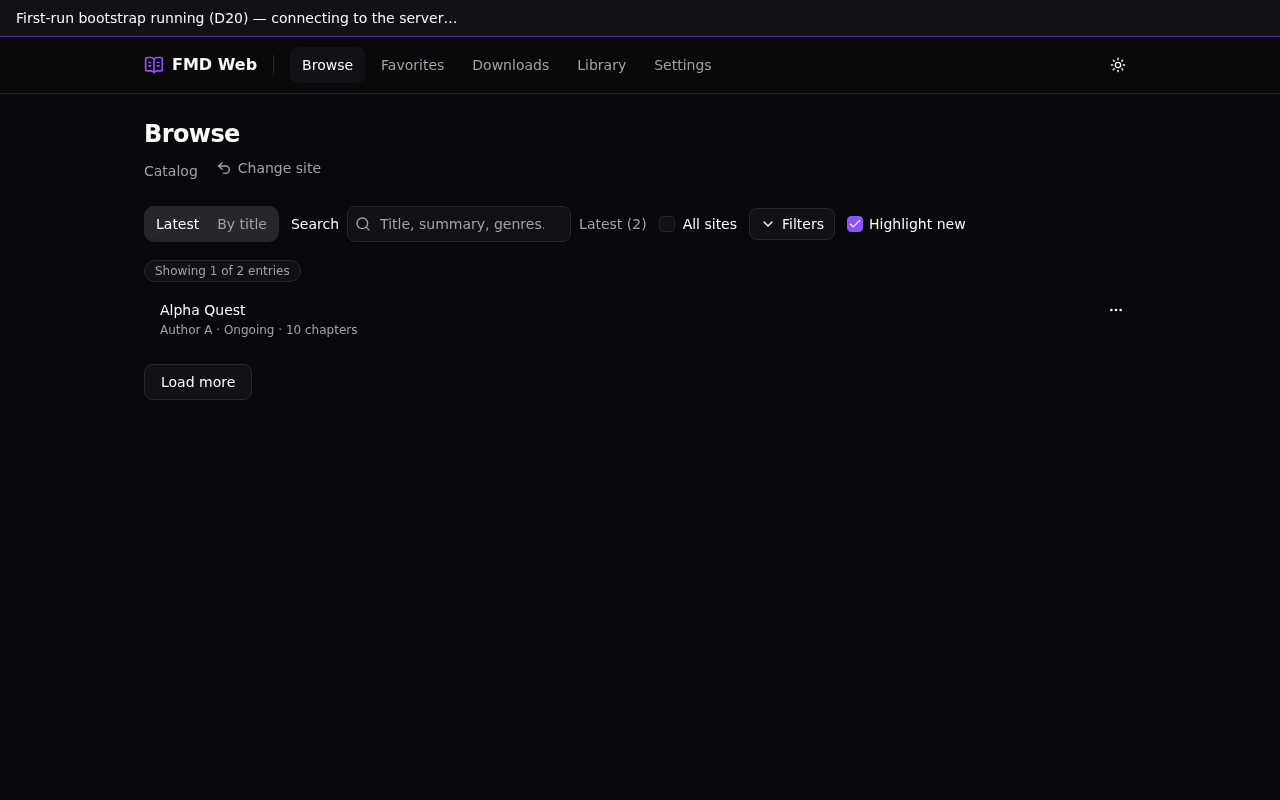 First-run bootstrap running (D20) — connecting to the server…
FMD Web Browse Favorites Downloads Library Settings
Browse
Catalog Change site
Latest By title Search Title, summary, genres. Latest (2) All sites Filters Highlight new
Showing 1 of 2 entries
Alpha Quest
Author A · Ongoing · 10 chapters
Load more